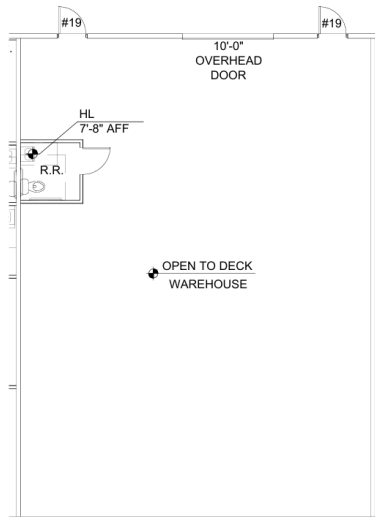 #19
#19
10'-0"
OVERHEAD
DOOR
HL
7'-8" AFF
R.R.
OPEN TO DECK
WAREHOUSE